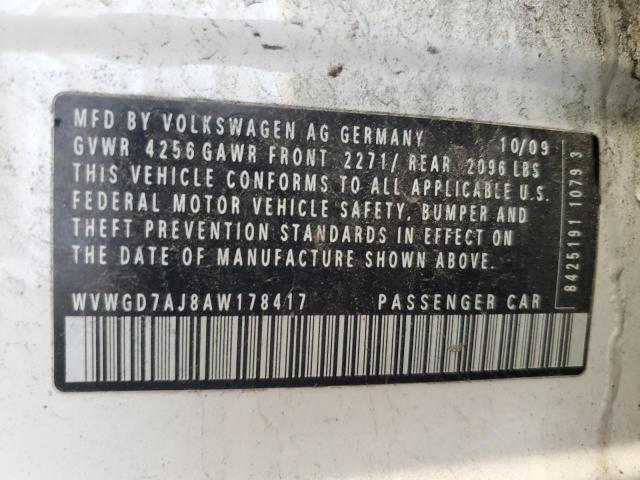 MFD BY VOLKSWAGEN AG GERMANY 10/09
GVWR 4256 GAWR FRONT 2271/ REAR 2096 LBS
THIS VEHICLE CONFORMS TO ALL APPLICABLE U.S.
FEDERAL MOTOR VEHICLE SAFETY, BUMPER AND
THEFT PREVENTION STANDARDS IN EFFECT ON
THE DATE OF MANUFACTURE SHOWN ABOVE.
WVWGD7AJ8AW178417 PASSENGER CAR
8425191 1079 3